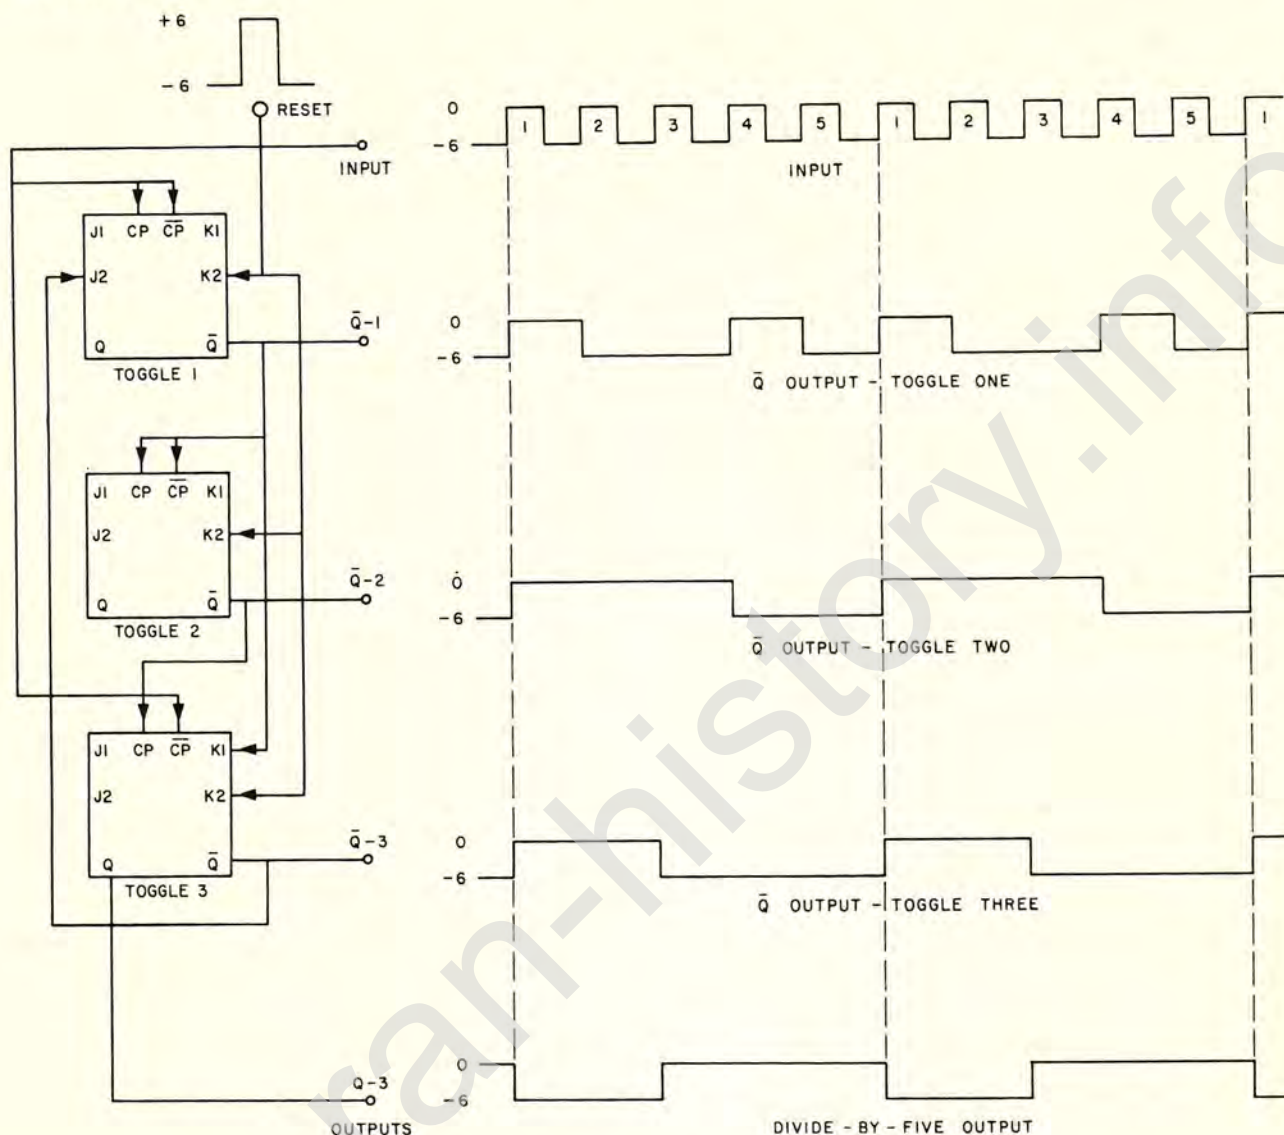 +6
-6
RESET
INPUT
J1 CP C̅P̅ K1
J2 K2
Q Q̅
TOGGLE 1
Q̅-1
J1 CP C̅P̅ K1
J2 K2
Q Q̅
TOGGLE 2
Q̅-2
J1 CP C̅P̅ K1
J2 K2
Q Q̅
TOGGLE 3
Q̅-3
Q-3
OUTPUTS
0
-6
1 2 3 4 5 1 2 3 4 5 1
INPUT
0
-6
Q̅ OUTPUT - TOGGLE ONE
0
-6
Q̅ OUTPUT - TOGGLE TWO
0
-6
Q̅ OUTPUT - TOGGLE THREE
0
-6
DIVIDE - BY - FIVE OUTPUT
ran-history.info